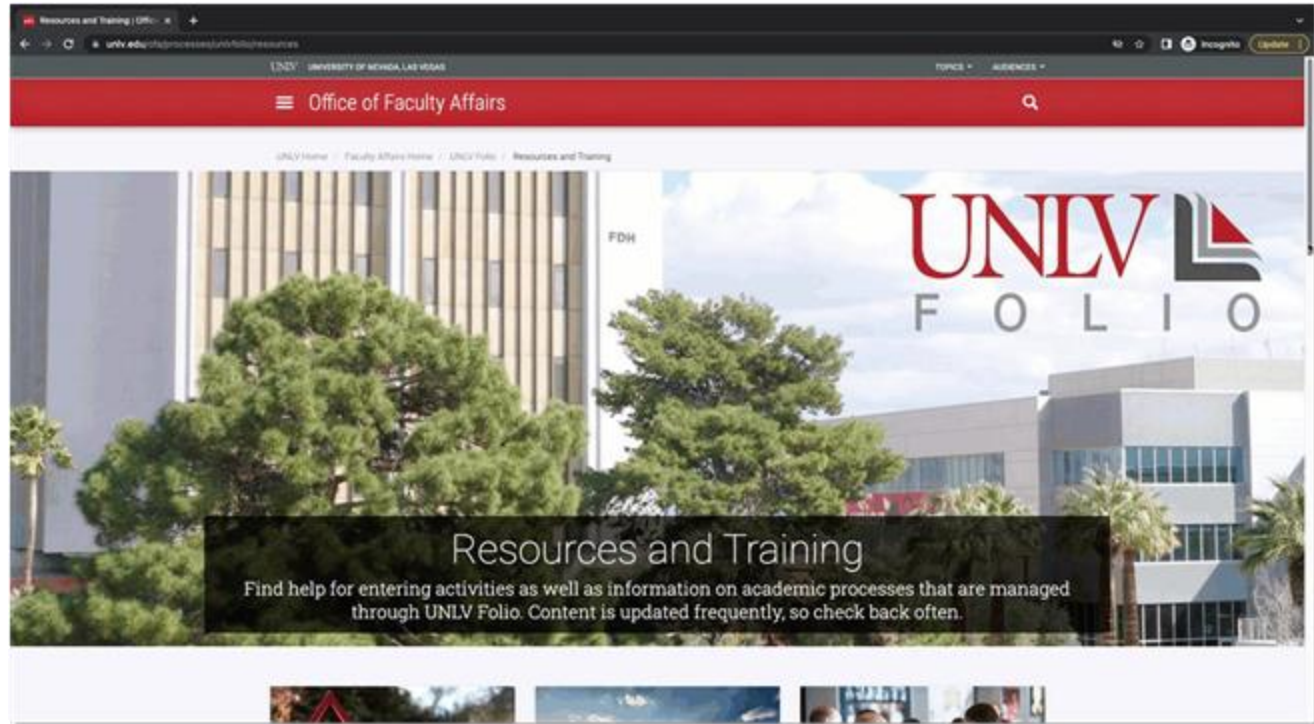 Resources and Training | Offic
unlv.edu/ofa/processes/unlvfolio/resources
Incognito
Update
UNLV UNIVERSITY OF NEVADA, LAS VEGAS
TOPICS
AUDIENCES
Office of Faculty Affairs
UNLV Home / Faculty Affairs Home / UNLV Folio / Resources and Training
FDH
UNLV
FOLIO
Resources and Training
Find help for entering activities as well as information on academic processes that are managed
through UNLV Folio. Content is updated frequently, so check back often.